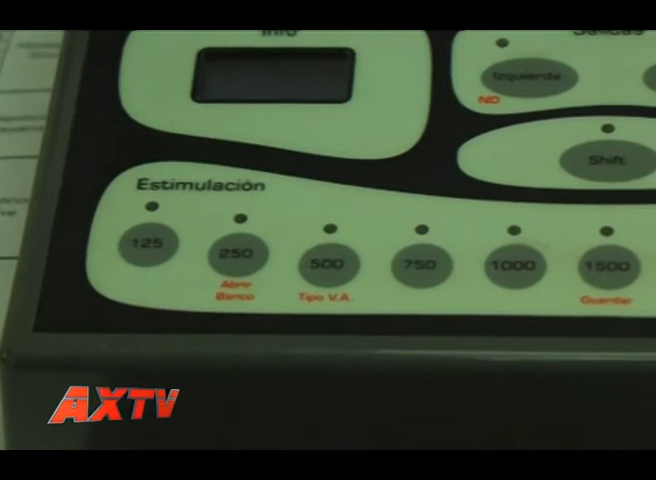 Info
Salidas
Izquierda
NO
Shift
Estimulación
125
250
500
750
1000
1500
Abrir
Banco
Tipo V.A.
Guardar
AXTV